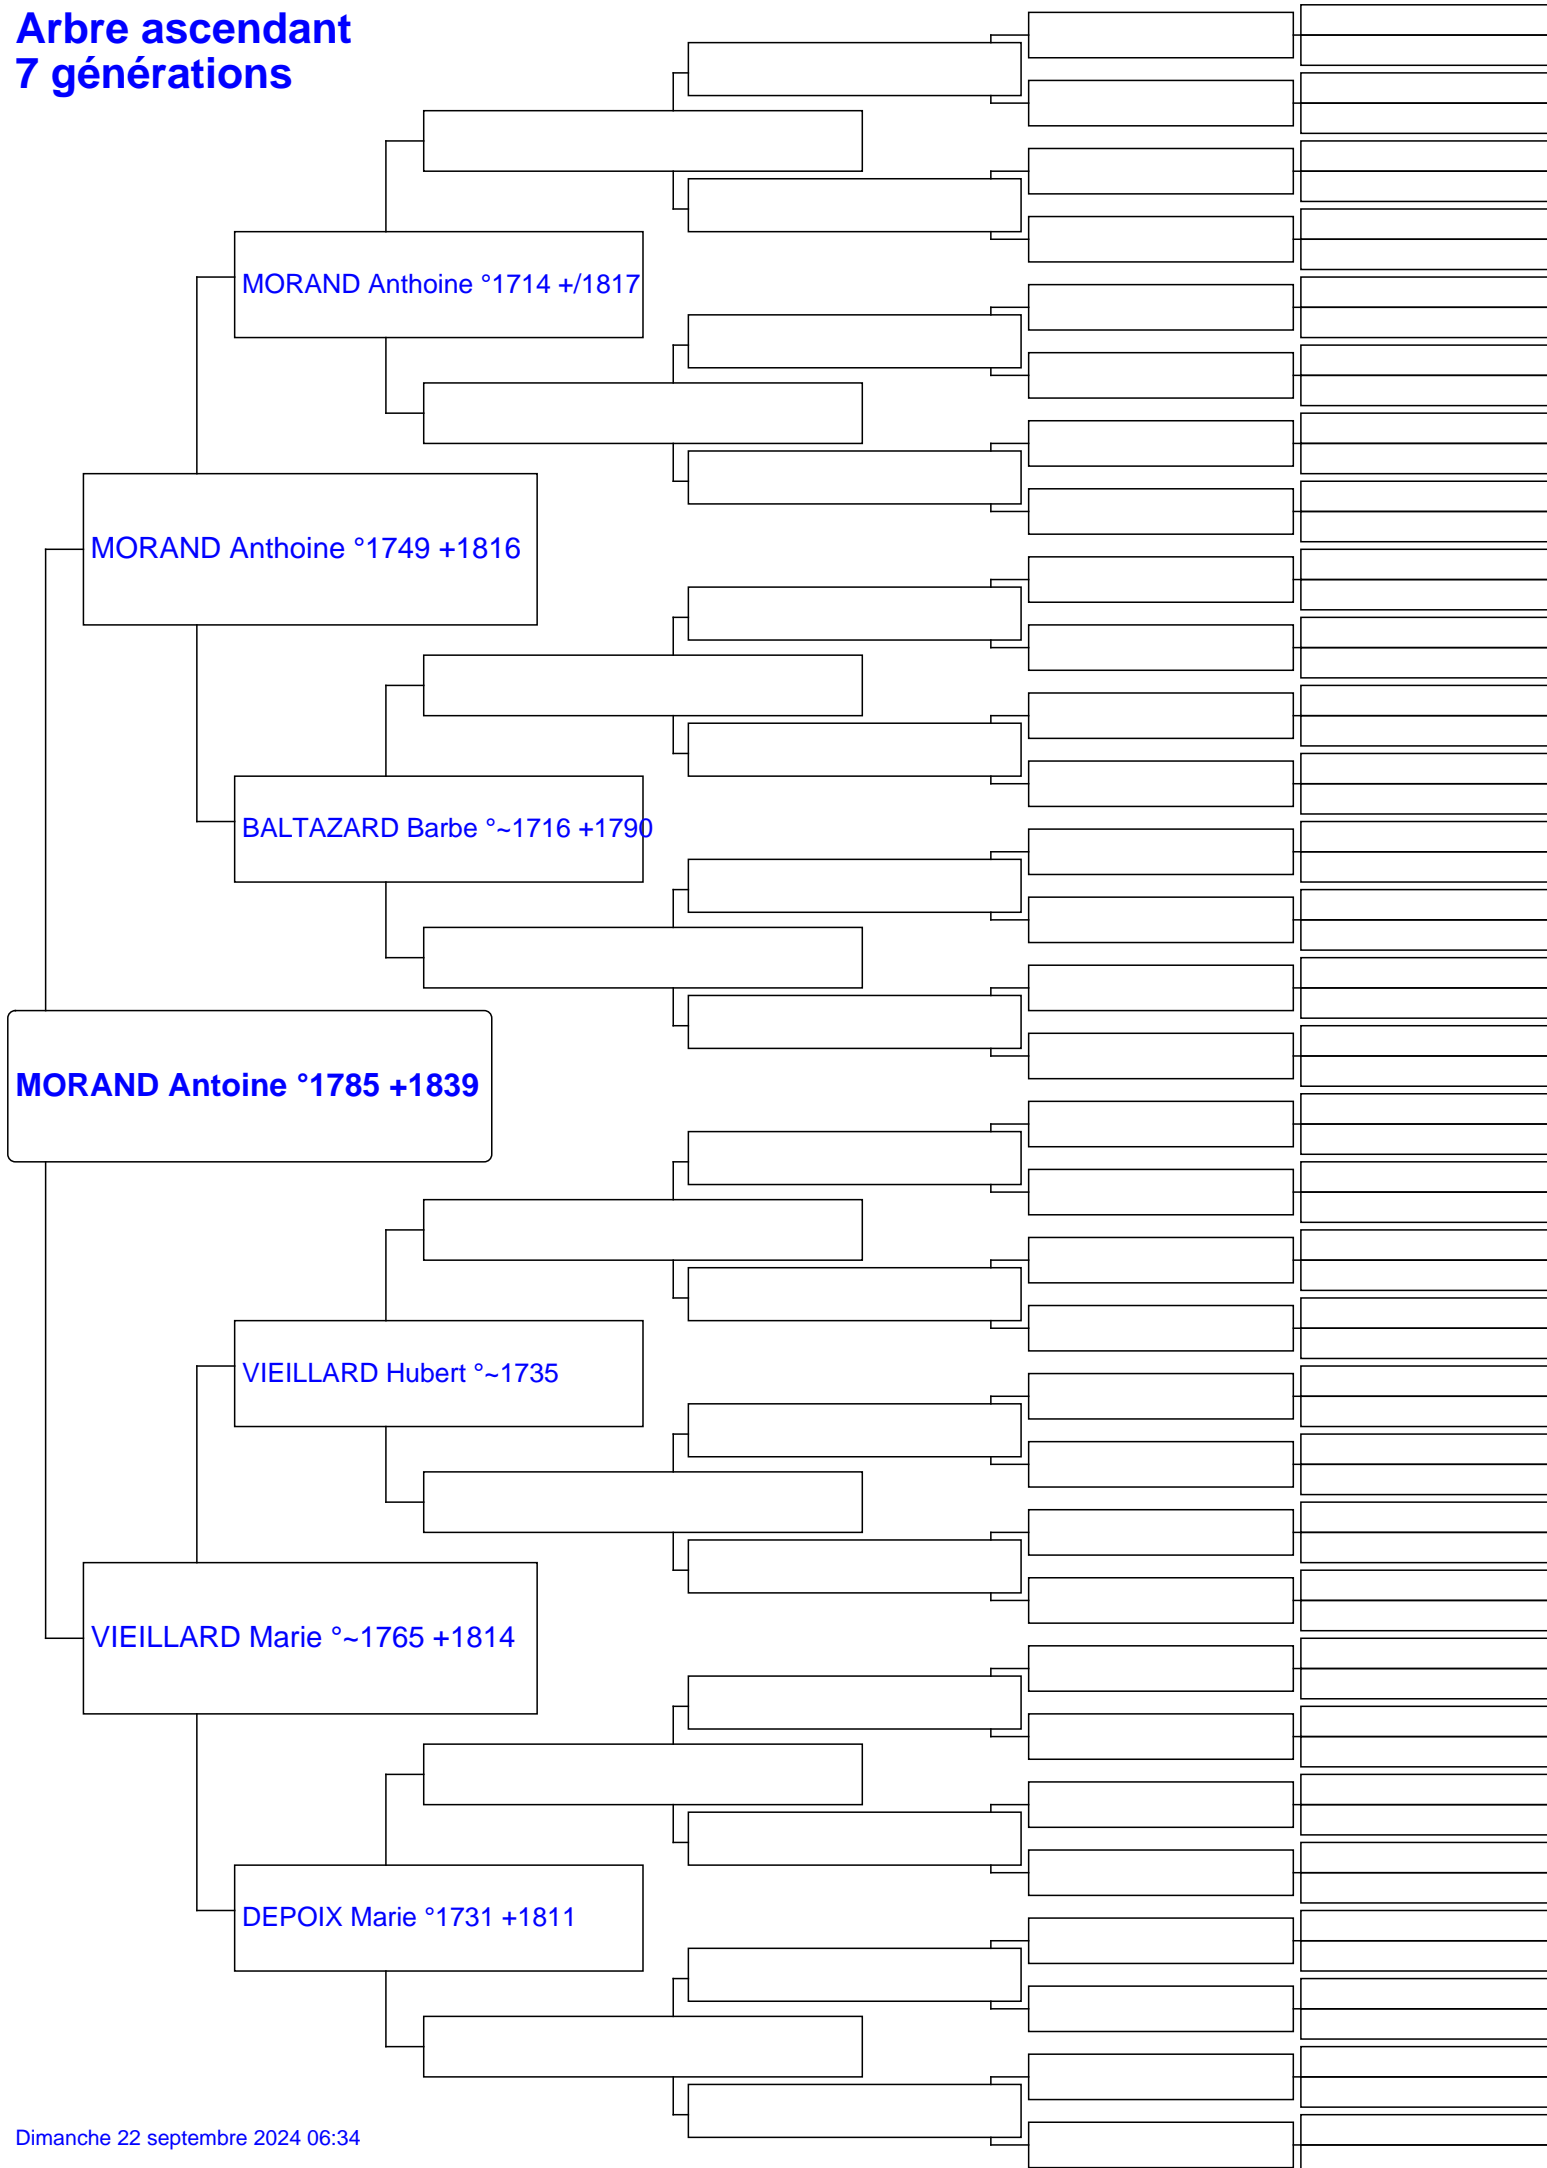 Arbre ascendant
7 générations
MORAND Anthoine °1714 +/1817
MORAND Anthoine °1749 +1816
BALTAZARD Barbe °~1716 +1790
MORAND Antoine °1785 +1839
VIEILLARD Hubert °~1735
VIEILLARD Marie °~1765 +1814
DEPOIX Marie °1731 +1811
Dimanche 22 septembre 2024 06:34